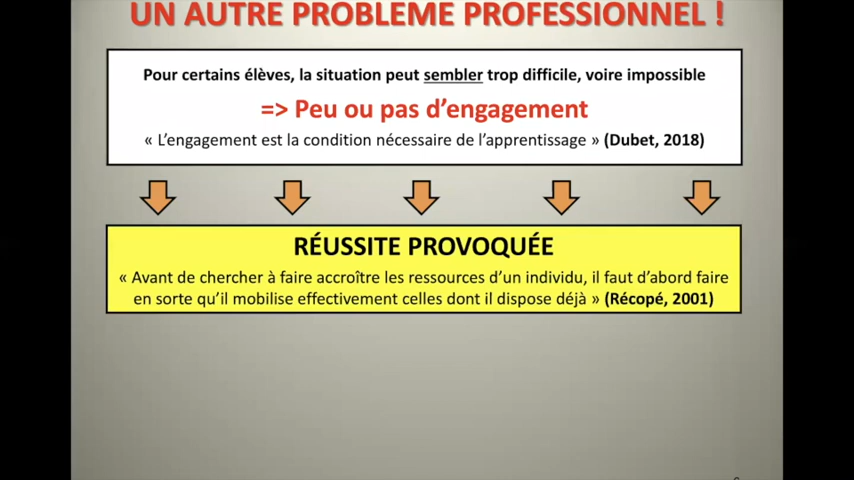 UN AUTRE PROBLEME PROFESSIONNEL !
Pour certains élèves, la situation peut sembler trop difficile, voire impossible
=> Peu ou pas d’engagement
« L’engagement est la condition nécessaire de l’apprentissage » (Dubet, 2018)
RÉUSSITE PROVOQUÉE
« Avant de chercher à faire accroître les ressources d’un individu, il faut d’abord faire
en sorte qu’il mobilise effectivement celles dont il dispose déjà » (Récopé, 2001)